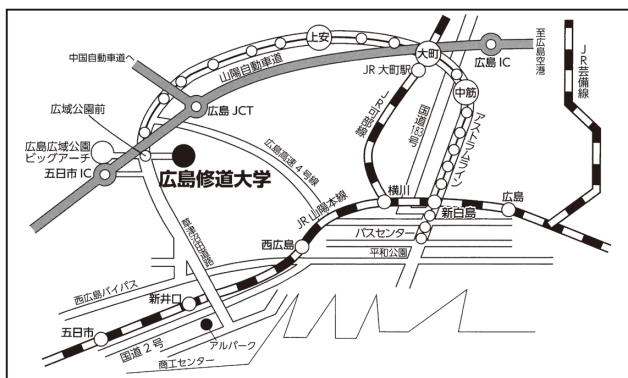 上安
大町
至広島空港
JR芸備線
広島IC
中国自動車道へ
山陽自動車道
JR大町駅
中筋
広島JCT
広域公園前
JR可部線
国道183号
アストラムライン
広島広域公園
ビッグアーチ
広島修道大学
広島高速4号線
五日市IC
横川
広島
新白島
JR山陽本線
バスセンター
草津沼田道路
西広島
平和公園
西広島バイパス
新井口
五日市
国道2号
アルパーク
商工センター